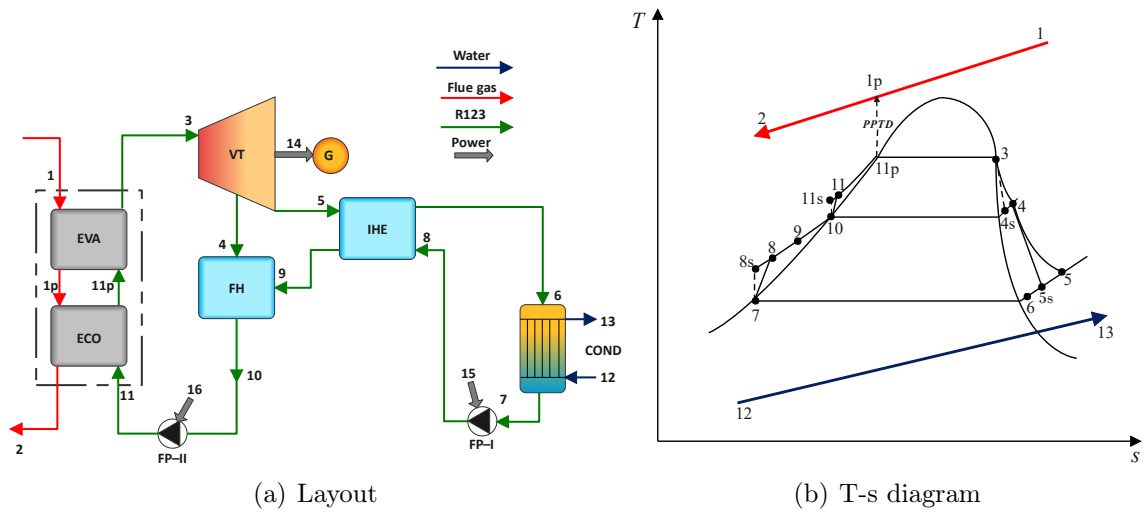 Water
Flue gas
R123
Power
3
VT
14
G
1
EVA
1p
11p
ECO
11
2
4
5
IHE
8
9
FH
10
16
FP–II
15
FP–I
7
6
13
COND
12
(a) Layout
T
1
1p
2
PPTD
11p
3
11
11s
10
4
4s
9
8
8s
7
5
5s
6
13
12
s
(b) T-s diagram